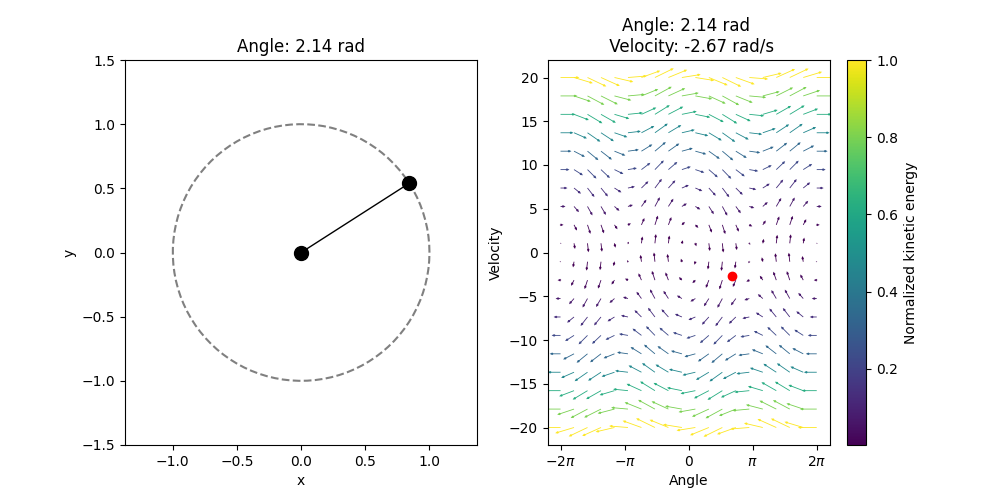 Angle: 2.14 rad
1.5
1.0
0.5
0.0
−0.5
−1.0
−1.5
y
−1.0 −0.5 0.0 0.5 1.0
x
Angle: 2.14 rad
Velocity: -2.67 rad/s
20
15
10
5
0
−5
−10
−15
−20
Velocity
−2π −π 0 π 2π
Angle
1.0
0.8
0.6
0.4
0.2
Normalized kinetic energy